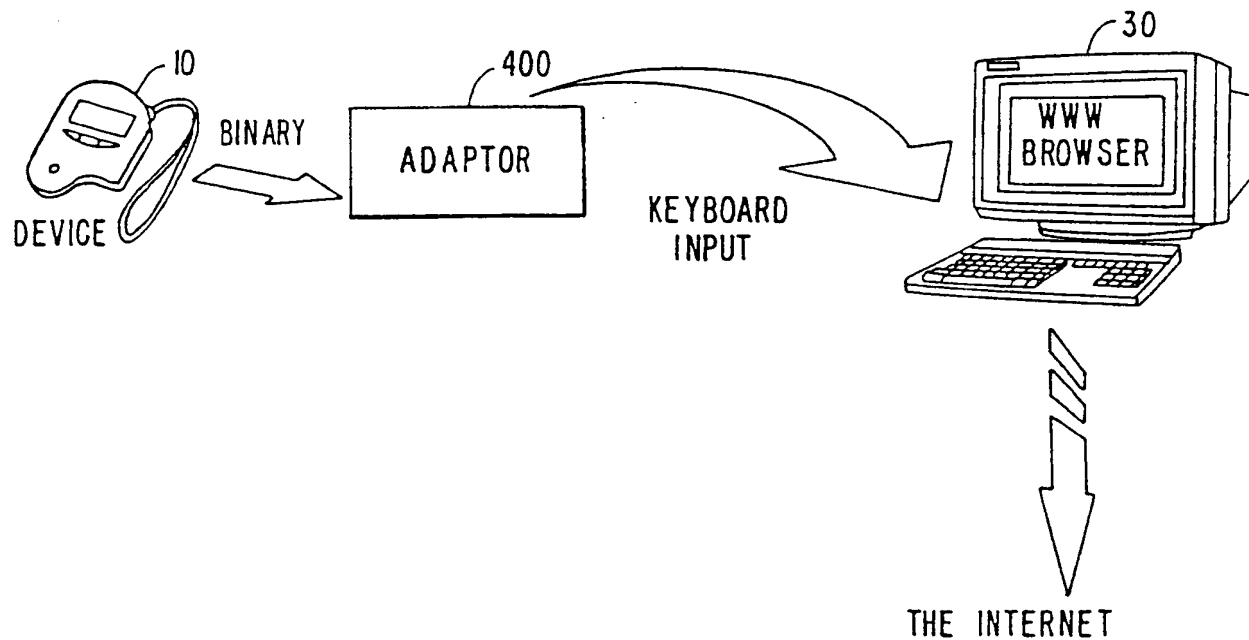 10
400
30
BINARY
ADAPTOR
WWW
BROWSER
DEVICE
KEYBOARD
INPUT
THE INTERNET